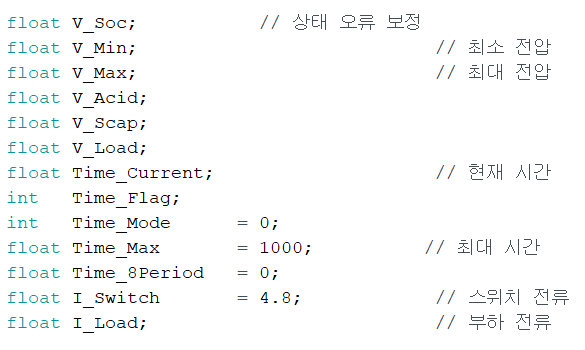 float V_Soc; // 상태 오류 보정
float V_Min; // 최소 전압
float V_Max; // 최대 전압
float V_Acid;
float V_Scap;
float V_Load;
float Time_Current; // 현재 시간
int Time_Flag;
int Time_Mode = 0;
float Time_Max = 1000; // 최대 시간
float Time_8Period = 0;
float I_Switch = 4.8; // 스위치 전류
float I_Load; // 부하 전류